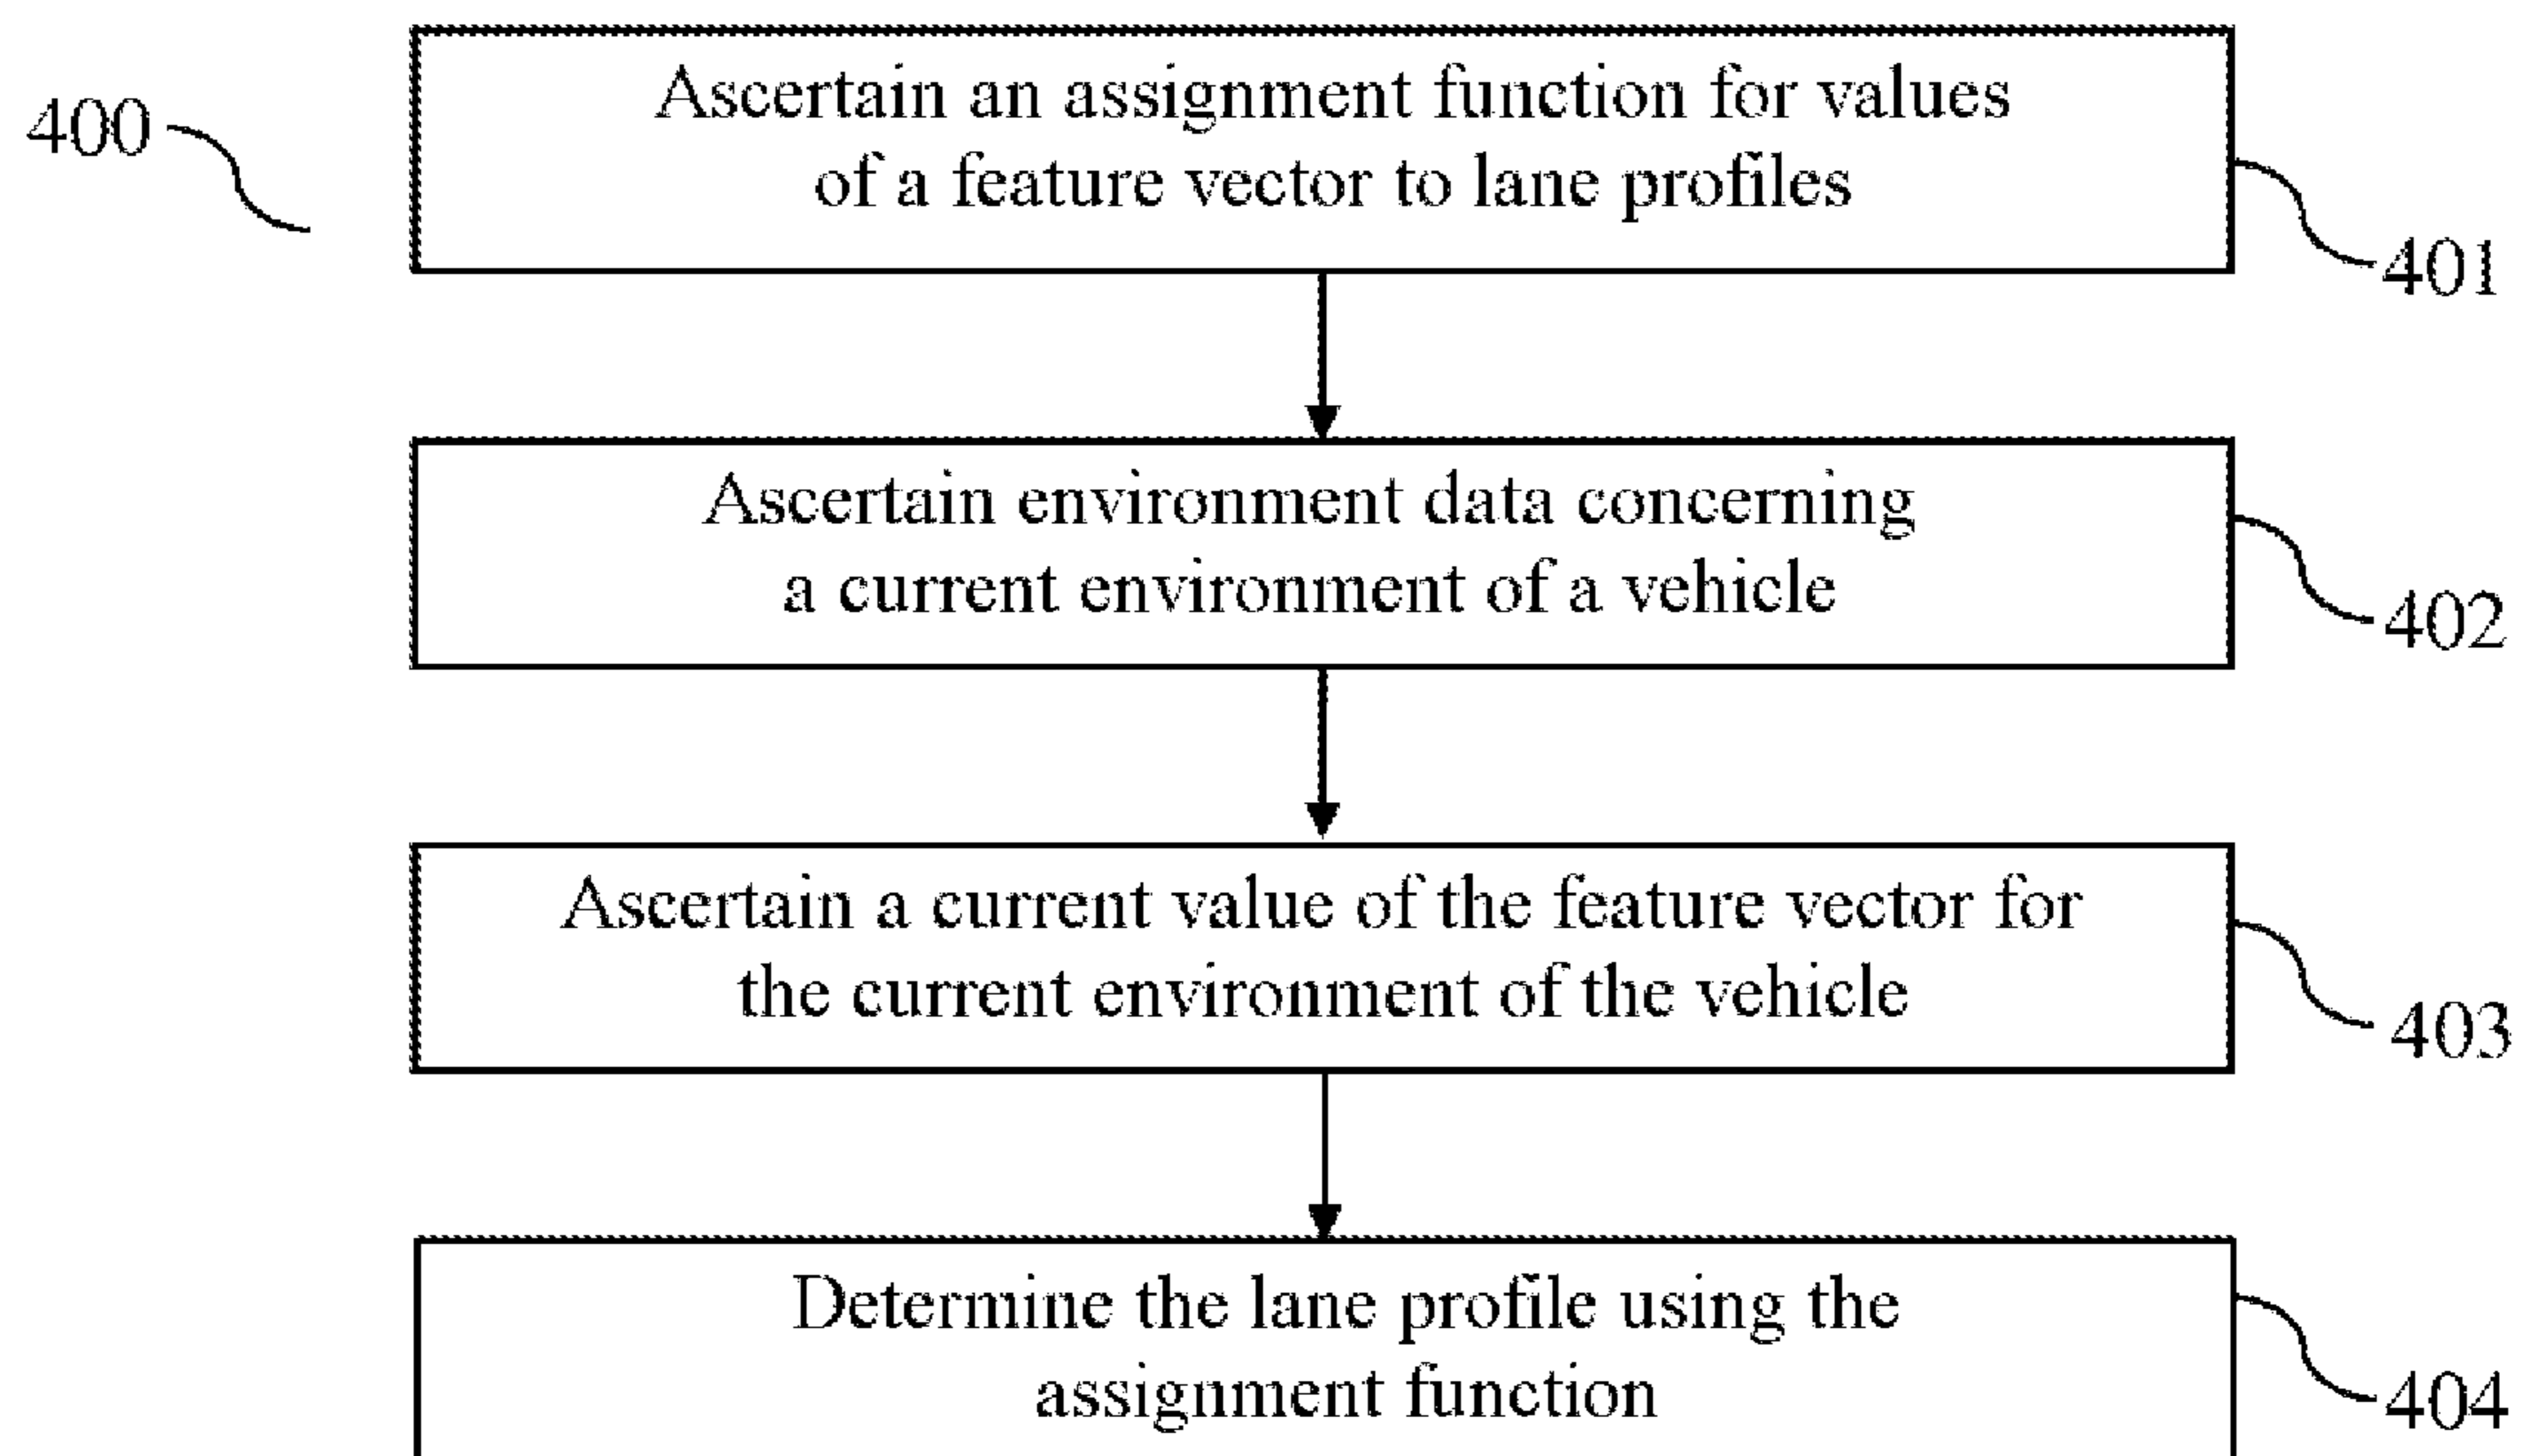 400
Ascertain an assignment function for values
of a feature vector to lane profiles
401
Ascertain environment data concerning
a current environment of a vehicle
402
Ascertain a current value of the feature vector for
the current environment of the vehicle
403
Determine the lane profile using the
assignment function
404